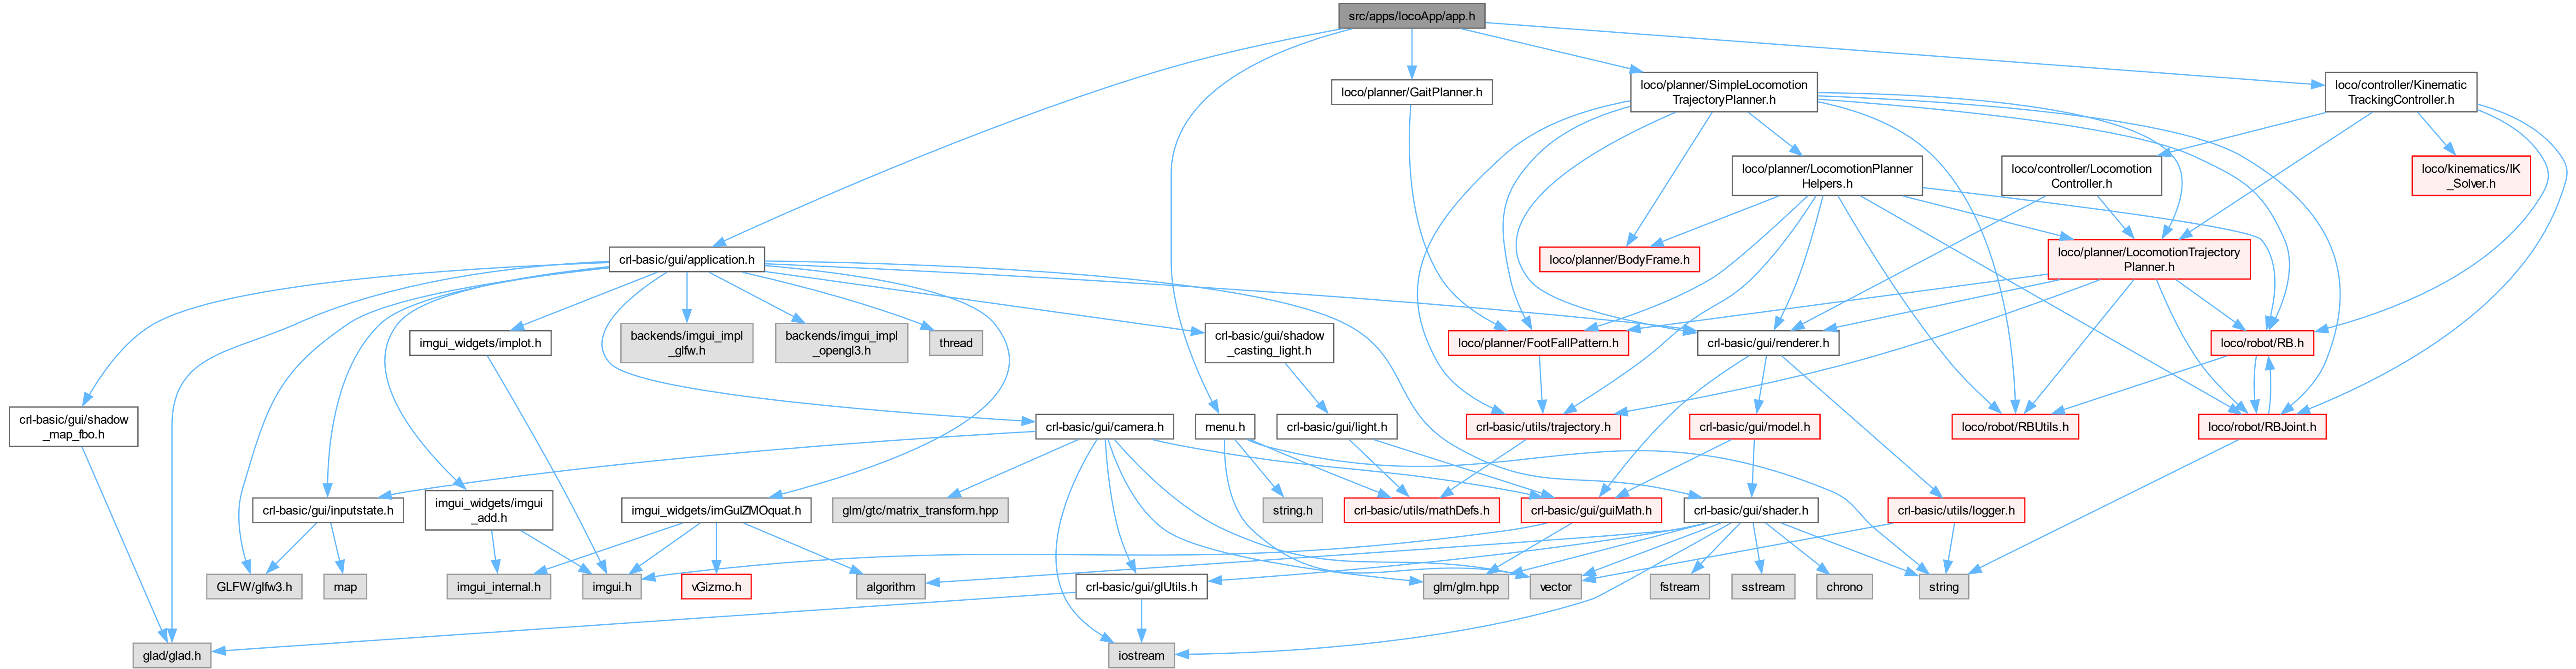 src/apps/locoApp/app.h
loco/planner/GaitPlanner.h
loco/planner/SimpleLocomotion
TrajectoryPlanner.h
loco/controller/Kinematic
TrackingController.h
loco/planner/LocomotionPlanner
Helpers.h
loco/controller/Locomotion
Controller.h
loco/kinematics/IK
_Solver.h
crl-basic/gui/application.h
loco/planner/BodyFrame.h
loco/planner/LocomotionTrajectory
Planner.h
imgui_widgets/implot.h
backends/imgui_impl
_glfw.h
backends/imgui_impl
_opengl3.h
thread
crl-basic/gui/shadow
_casting_light.h
loco/planner/FootFallPattern.h
crl-basic/gui/renderer.h
loco/robot/RB.h
crl-basic/gui/shadow
_map_fbo.h
crl-basic/gui/camera.h
menu.h
crl-basic/gui/light.h
crl-basic/utils/trajectory.h
crl-basic/gui/model.h
loco/robot/RBUtils.h
loco/robot/RBJoint.h
crl-basic/gui/inputstate.h
imgui_widgets/imgui
_add.h
imgui_widgets/imGuIZMOquat.h
glm/gtc/matrix_transform.hpp
string.h
crl-basic/utils/mathDefs.h
crl-basic/gui/guiMath.h
crl-basic/gui/shader.h
crl-basic/utils/logger.h
GLFW/glfw3.h
map
imgui_internal.h
imgui.h
vGizmo.h
algorithm
crl-basic/gui/glUtils.h
glm/glm.hpp
vector
fstream
sstream
chrono
string
glad/glad.h
iostream